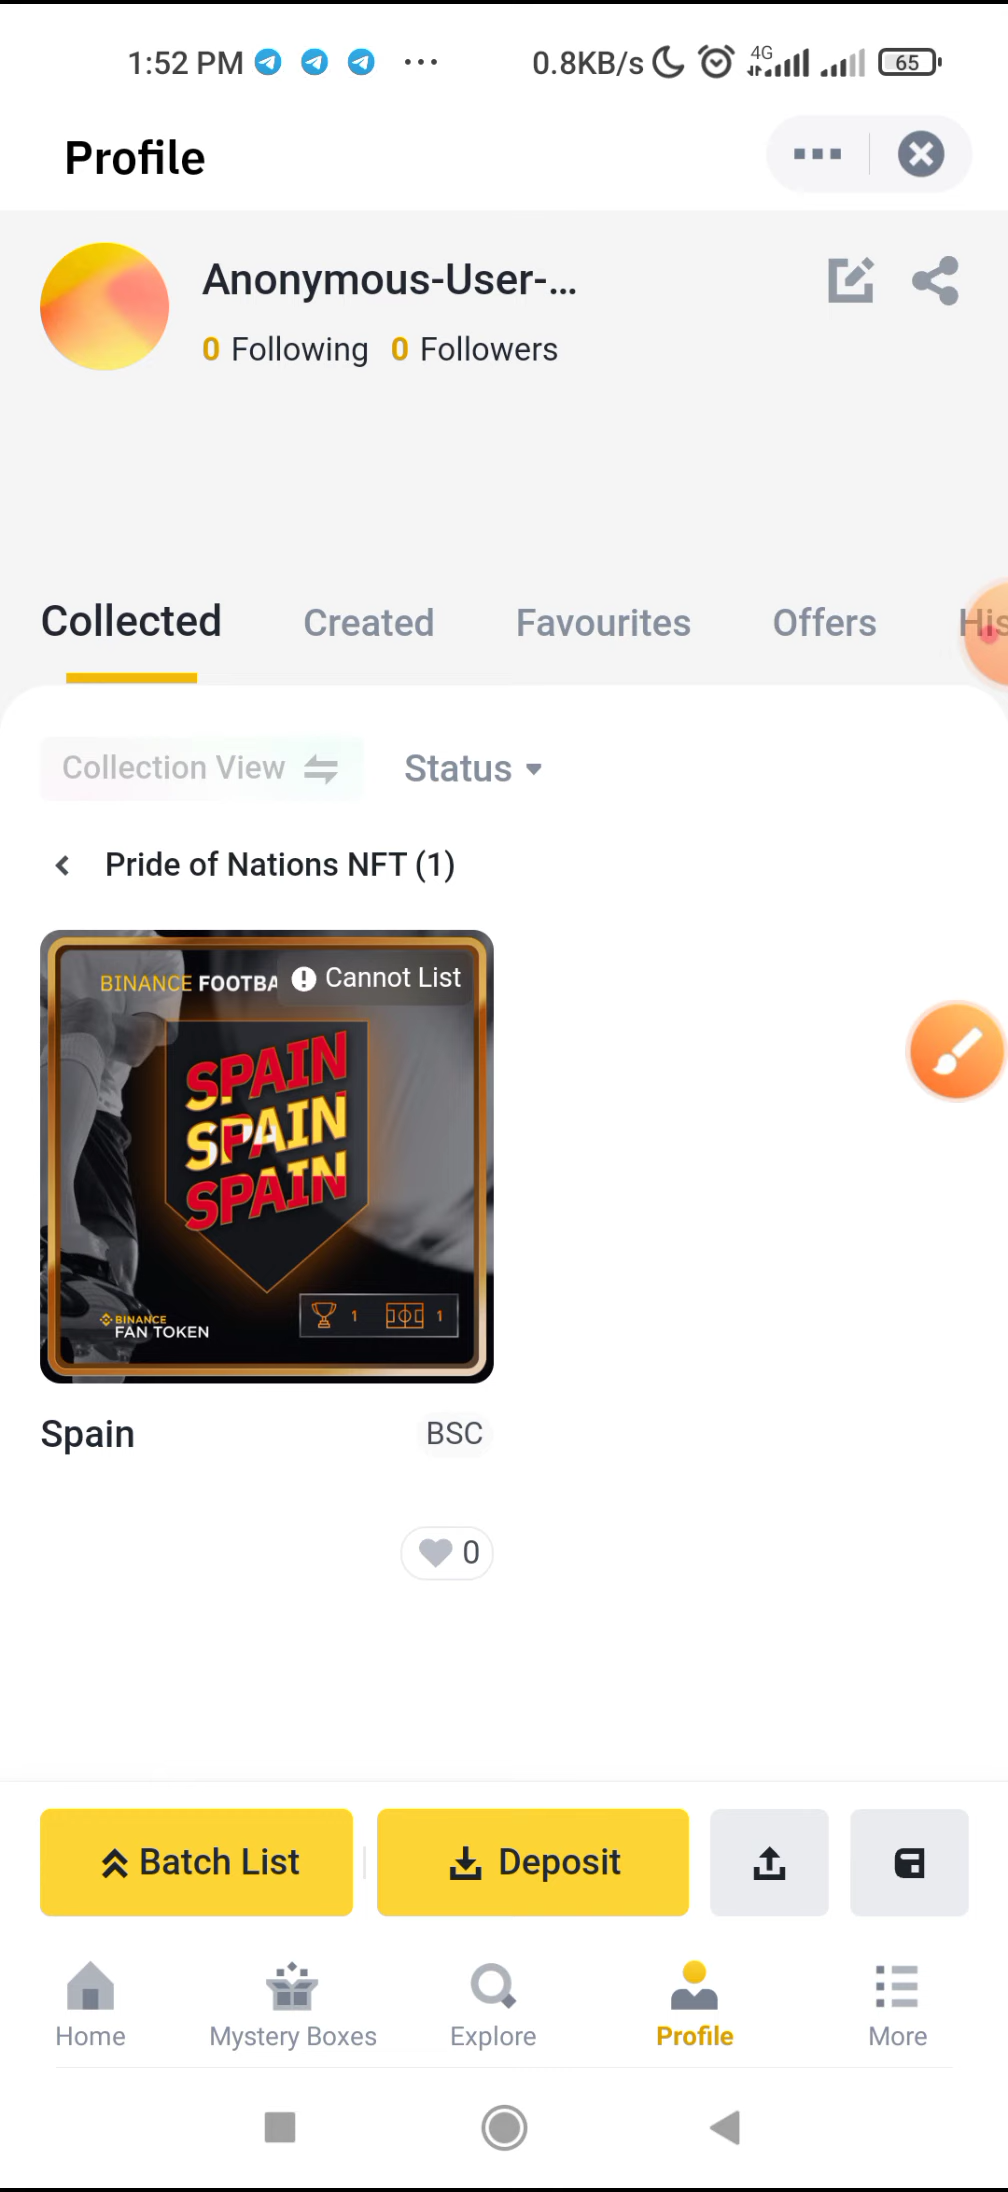 1:52 PM ... 0.8KB/s 4G 65
Profile
Anonymous-User-...
0 Following 0 Followers
Collected Created Favourites Offers His
Collection View Status
Pride of Nations NFT (1)
BINANCE FOOTBA Cannot List
SPAIN
SPAIN
SPAIN
BINANCE
FAN TOKEN
1 1
Spain BSC
0
Batch List Deposit
Home Mystery Boxes Explore Profile More